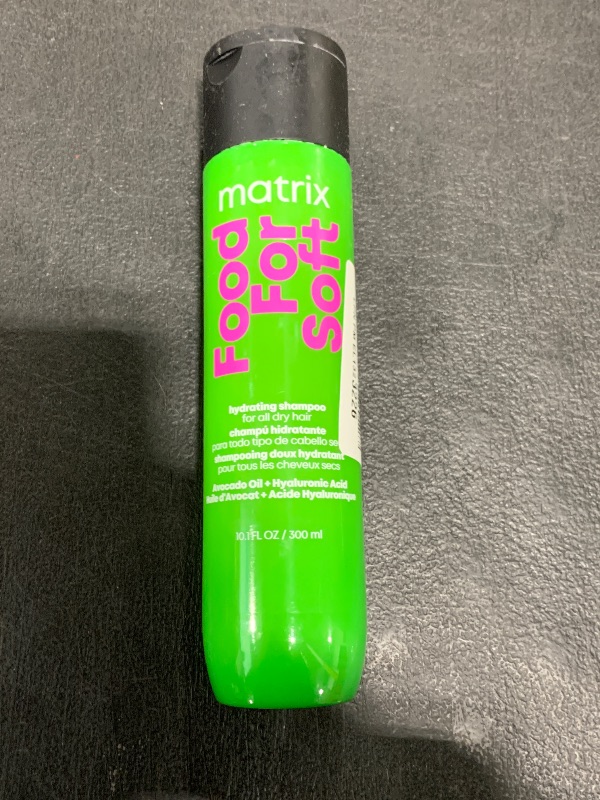 matrix
Food
For
Soft
hydrating shampoo
for all dry hair
champú hidratante
para todo tipo de cabello
shampooing doux hydratant
pour tous les cheveux secs
Avocado Oil + Hyaluronic Acid
Huile d'Avocat + Acide Hyaluronique
10.1 FL OZ / 300 ml